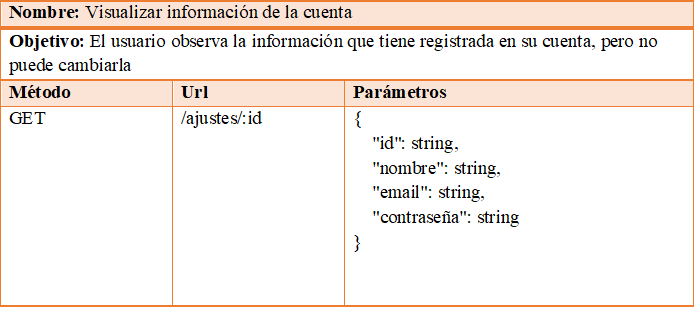 Nombre: Visualizar información de la cuenta
Objetivo: El usuario observa la información que tiene registrada en su cuenta, pero no
puede cambiarla
Método Url Parámetros
GET /ajustes/:id {
"id": string,
"nombre": string,
"email": string,
"contraseña": string
}